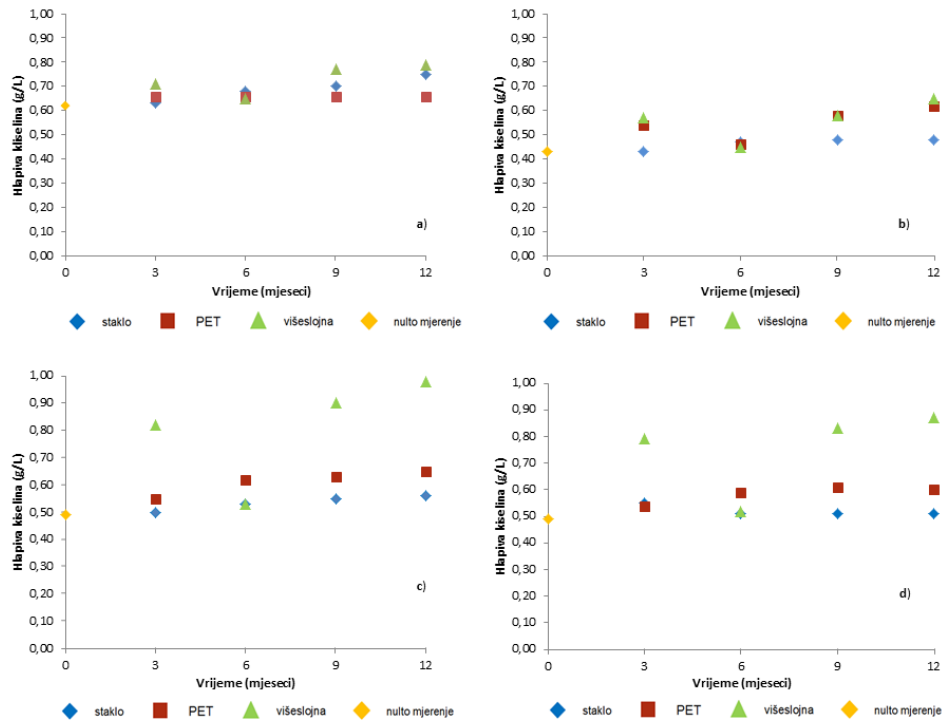 Hlapiva kiselina (g/L)
1,00
0,90
0,80
0,70
0,60
0,50
0,40
0,30
0,20
0,10
0,00
a)
0 3 6 9 12
Vrijeme (mjeseci)
staklo PET višeslojna nulto mjerenje
Hlapiva kiselina (g/L)
1,00
0,90
0,80
0,70
0,60
0,50
0,40
0,30
0,20
0,10
0,00
b)
0 3 6 9 12
Vrijeme (mjeseci)
staklo PET višeslojna nulto mjerenje
Hlapiva kiselina (g/L)
1,00
0,90
0,80
0,70
0,60
0,50
0,40
0,30
0,20
0,10
0,00
c)
0 3 6 9 12
Vrijeme (mjeseci)
staklo PET višeslojna nulto mjerenje
Hlapiva kiselina (g/L)
1,00
0,90
0,80
0,70
0,60
0,50
0,40
0,30
0,20
0,10
0,00
d)
0 3 6 9 12
Vrijeme (mjeseci)
staklo PET višeslojna nulto mjerenje